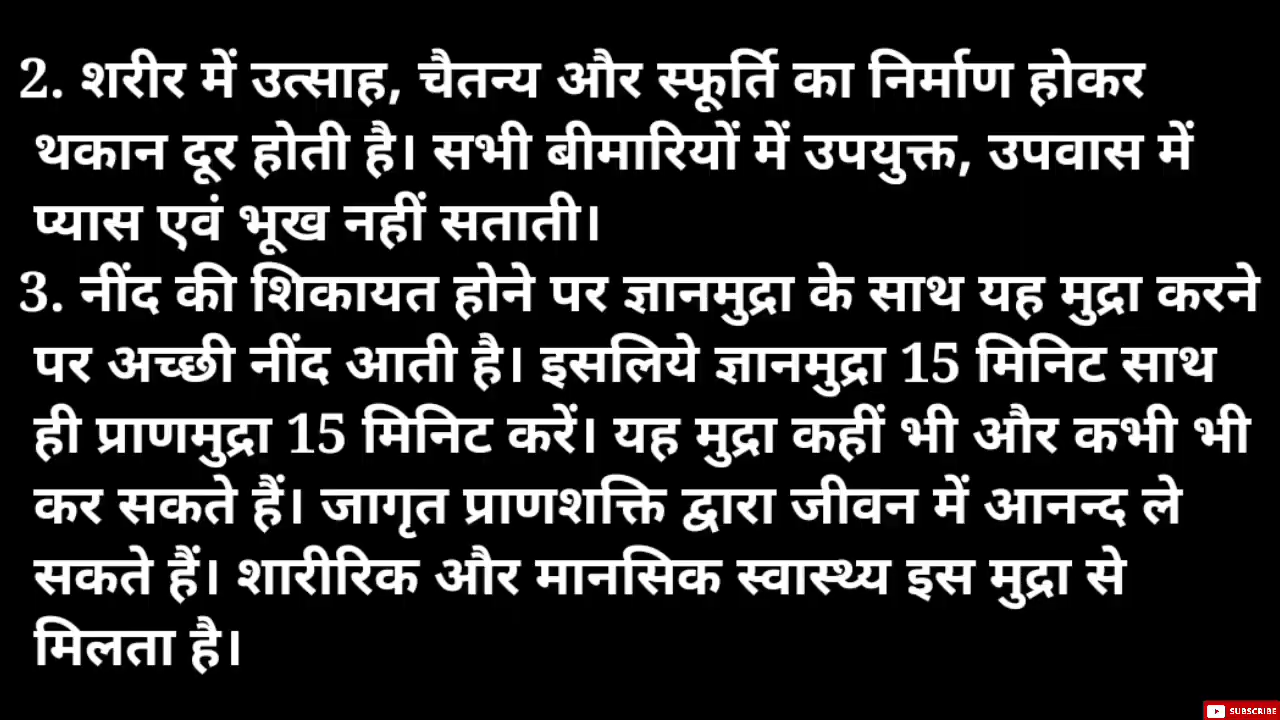 2. शरीर में उत्साह, चैतन्य और स्फूर्ति का निर्माण होकर
थकान दूर होती है। सभी बीमारियों में उपयुक्त, उपवास में
प्यास एवं भूख नहीं सताती।
3. नींद की शिकायत होने पर ज्ञानमुद्रा के साथ यह मुद्रा करने
पर अच्छी नींद आती है। इसलिये ज्ञानमुद्रा 15 मिनिट साथ
ही प्राणमुद्रा 15 मिनिट करें। यह मुद्रा कहीं भी और कभी भी
कर सकते हैं। जागृत प्राणशक्ति द्वारा जीवन में आनन्द ले
सकते हैं। शारीरिक और मानसिक स्वास्थ्य इस मुद्रा से
मिलता है।
SUBSCRIBE